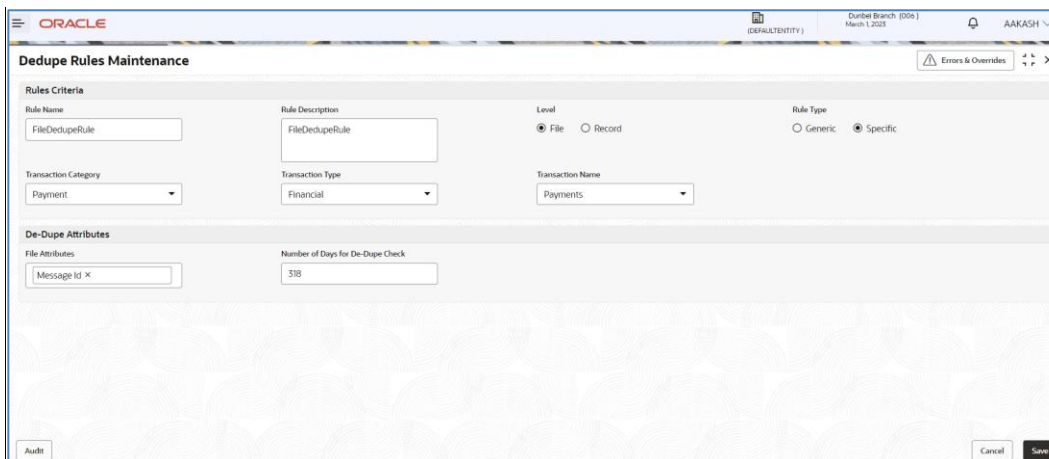 ORACLE
(DEFAULTENTITY )
Dunbei Branch (006 )
March 1, 2023
AAKASH
Dedupe Rules Maintenance
Errors & Overrides
Rules Criteria
Rule Name
Rule Description
Level
Rule Type
FileDedupeRule
FileDedupeRule
File
Record
Generic
Specific
Transaction Category
Transaction Type
Transaction Name
Payment
Financial
Payments
De-Dupe Attributes
File Attributes
Number of Days for De-Dupe Check
Message Id ×
318
Audit
Cancel
Save